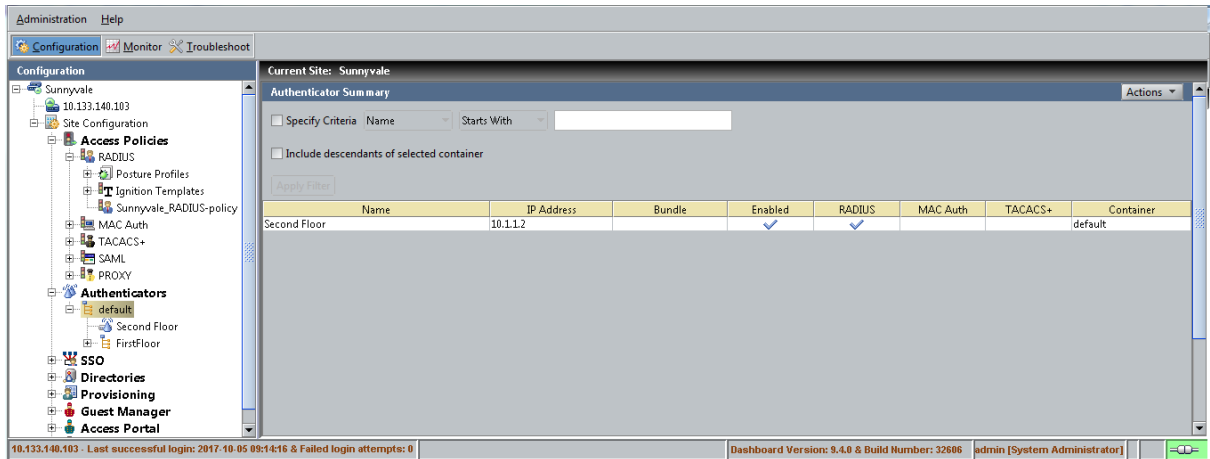 Administration Help
Configuration Monitor Troubleshoot
Configuration
Sunnyvale
10.133.140.103
Site Configuration
Access Policies
RADIUS
Posture Profiles
Ignition Templates
Sunnyvale_RADIUS-policy
MAC Auth
TACACS+
SAML
PROXY
Authenticators
default
Second Floor
FirstFloor
SSO
Directories
Provisioning
Guest Manager
Access Portal
Current Site: Sunnyvale
Authenticator Summary Actions
Specify Criteria Name Starts With
Include descendants of selected container
Apply Filter
Name IP Address Bundle Enabled RADIUS MAC Auth TACACS+ Container
Second Floor 10.1.1.2 default
10.133.140.103 - Last successful login: 2017-10-05 09:14:16 & Failed login attempts: 0 Dashboard Version: 9.4.0 & Build Number: 32606 admin [System Administrator]